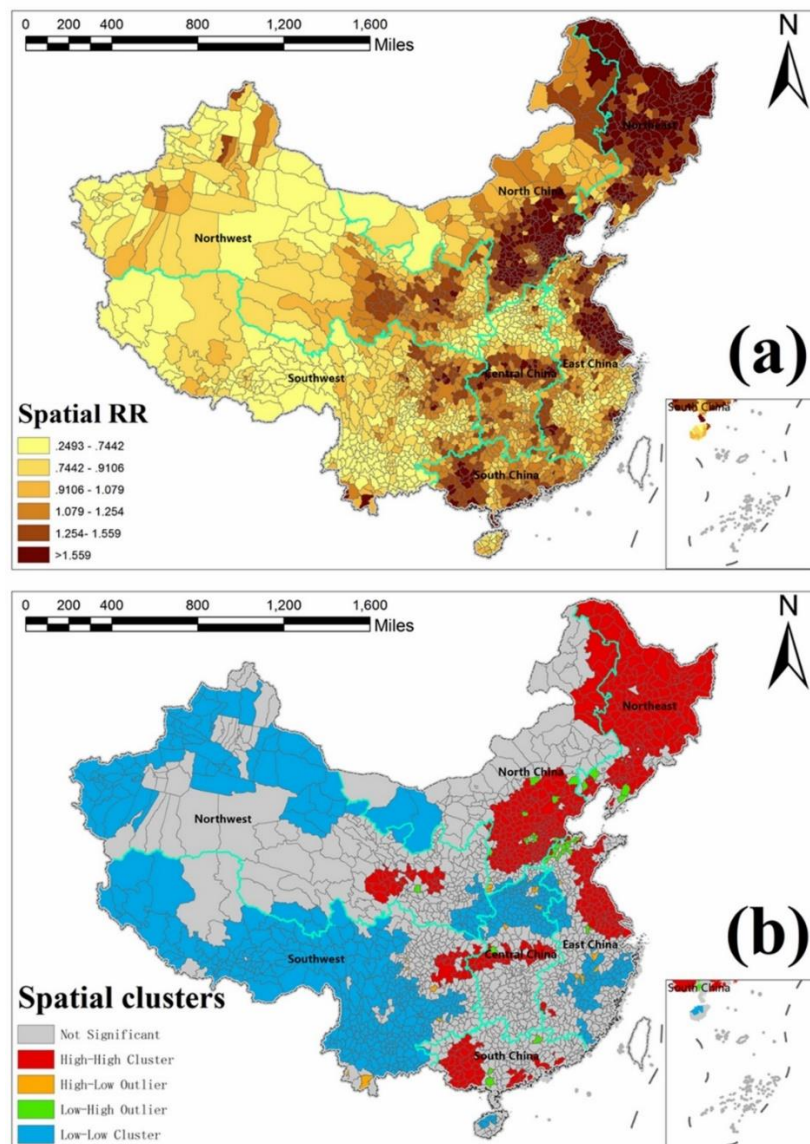 0 200 400 800 1,200 1,600
Miles
N
Northeast
North China
Northwest
Southwest
Central China
East China
South China
(a)
Spatial RR
.2493 - .7442
.7442 - .9106
.9106 - 1.079
1.079 - 1.254
1.254- 1.559
>1.559
South China
0 200 400 800 1,200 1,600
Miles
N
Northeast
North China
Northwest
Southwest
Central China
East China
South China
(b)
Spatial clusters
Not Significant
High-High Cluster
High-Low Outlier
Low-High Outlier
Low-Low Cluster
South China